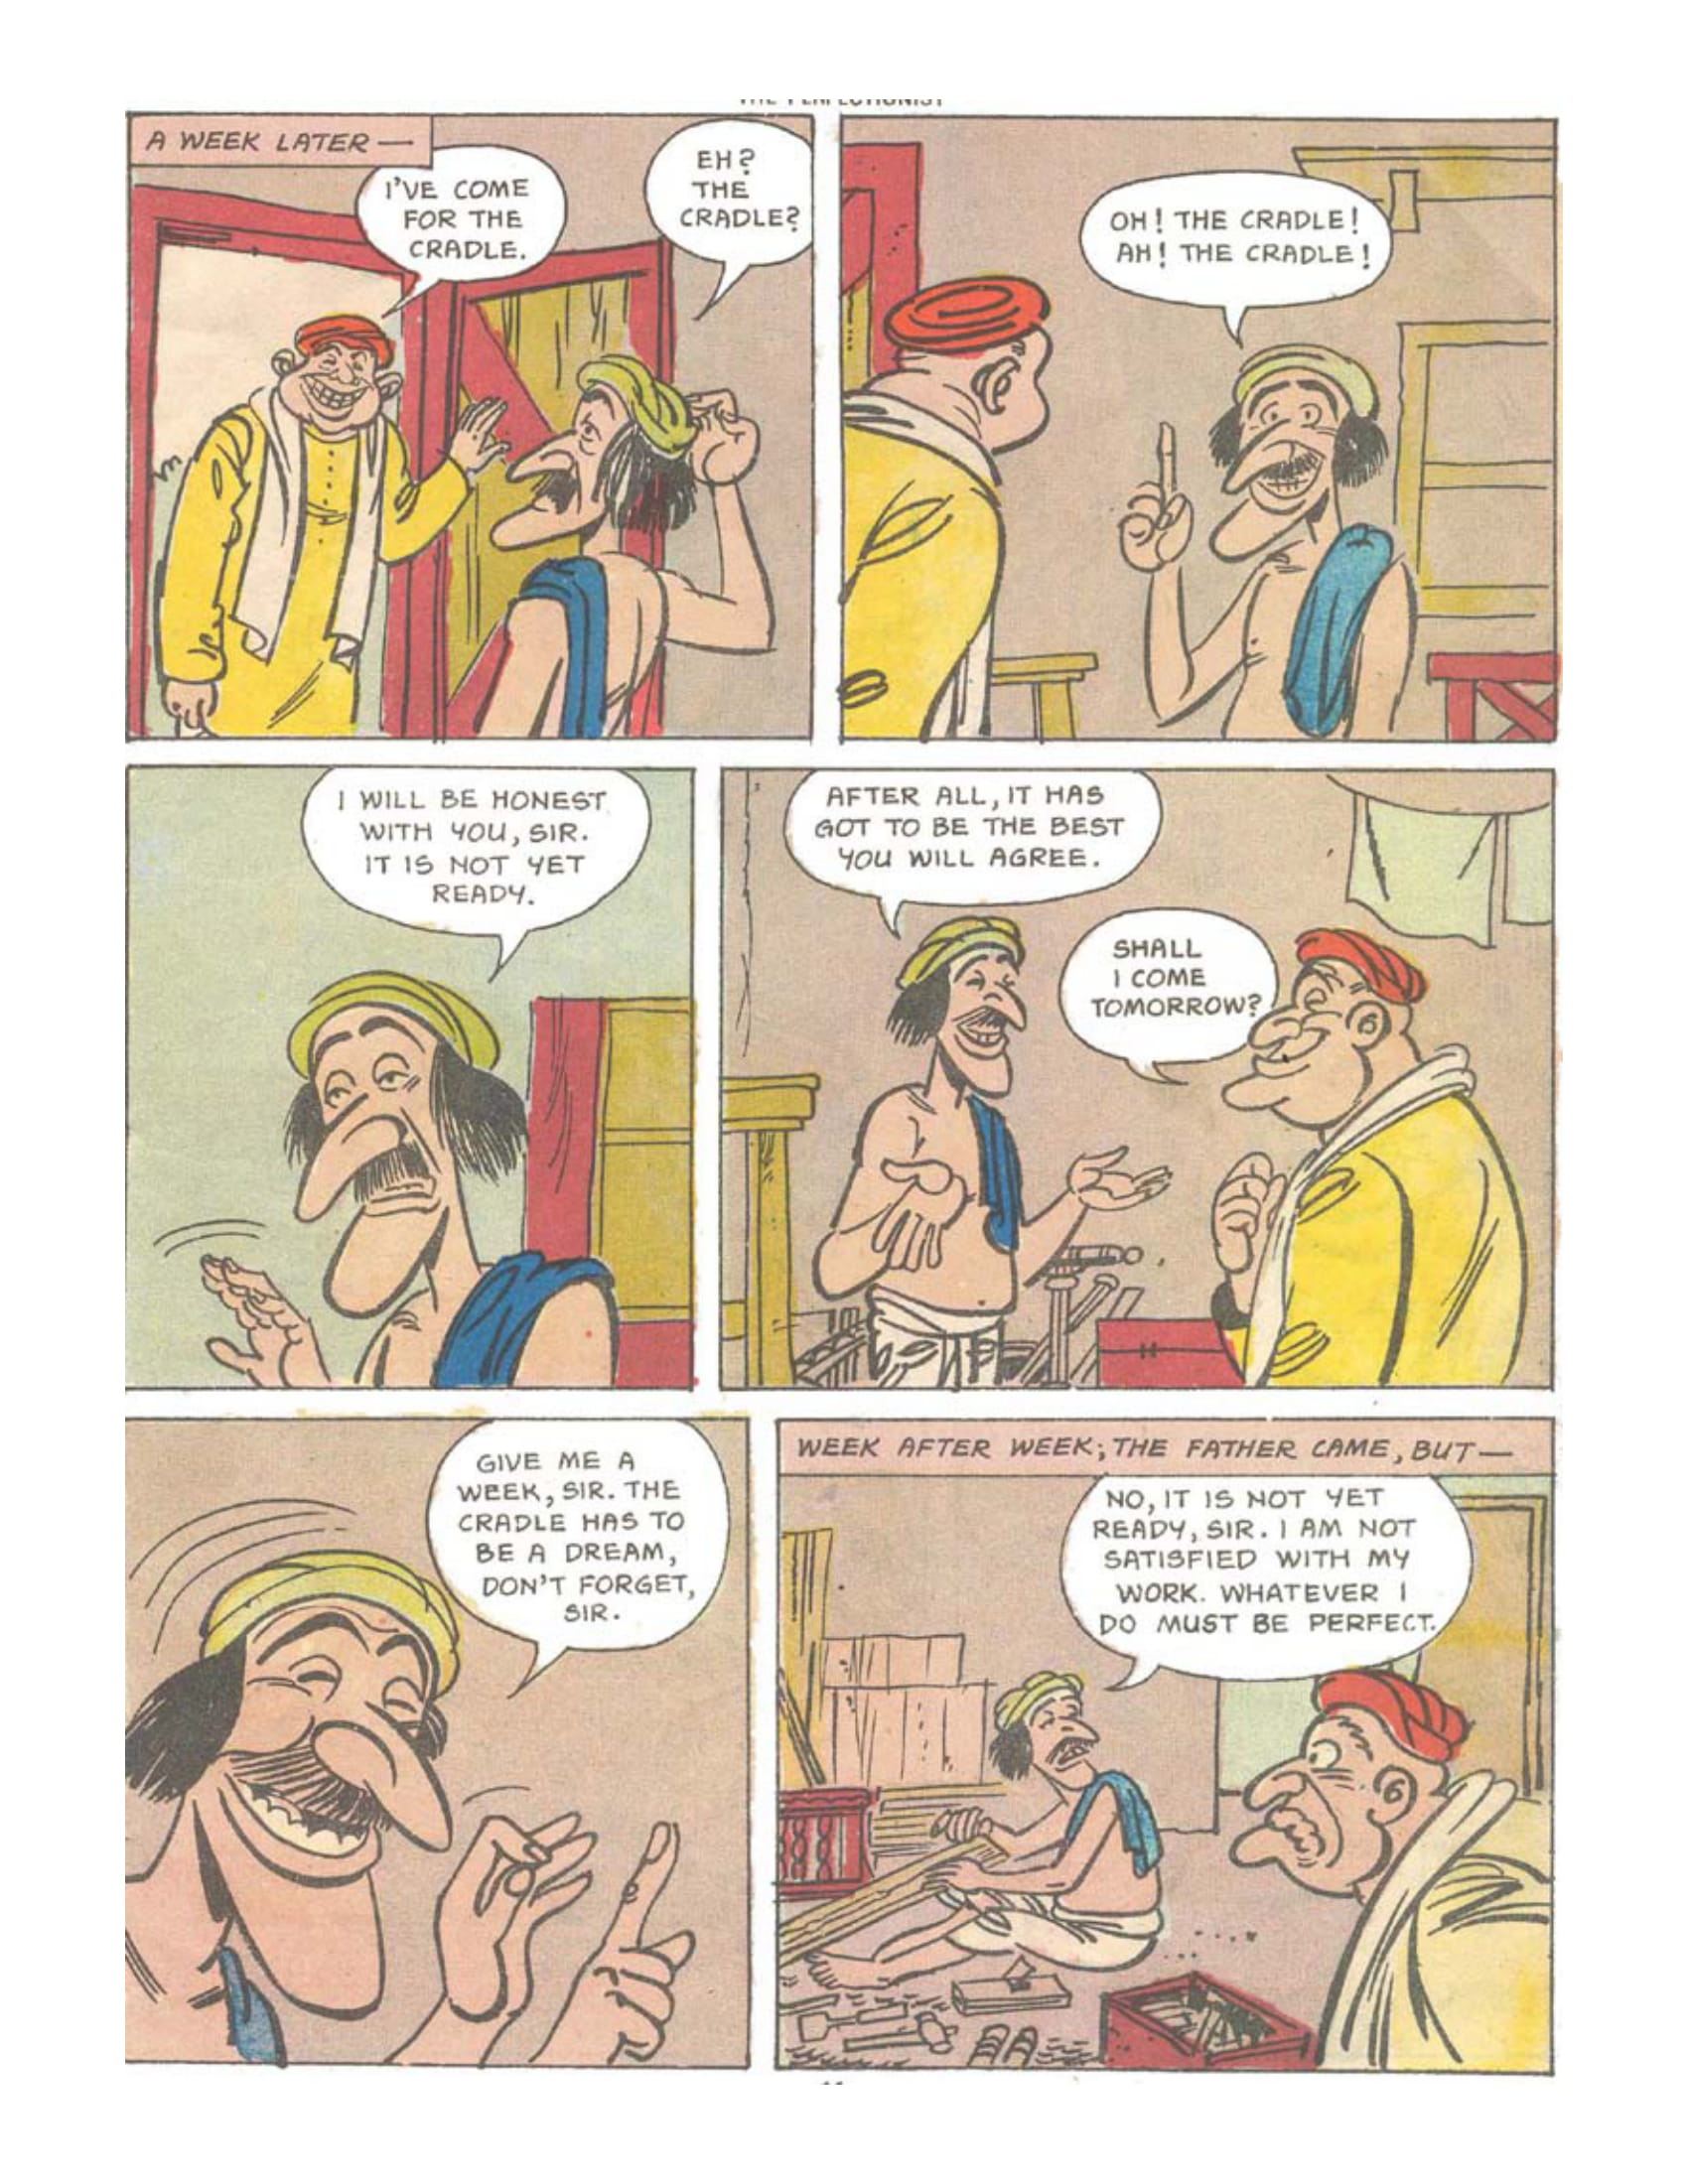 THE PERFECTIONIST
A WEEK LATER—
I'VE COME
FOR THE
CRADLE.
EH?
THE
CRADLE?
OH! THE CRADLE!
AH! THE CRADLE!
I WILL BE HONEST
WITH YOU, SIR.
IT IS NOT YET
READY.
AFTER ALL, IT HAS
GOT TO BE THE BEST
YOU WILL AGREE.
SHALL
I COME
TOMORROW?
GIVE ME A
WEEK, SIR. THE
CRADLE HAS TO
BE A DREAM,
DON'T FORGET,
SIR.
WEEK AFTER WEEK; THE FATHER CAME, BUT—
NO, IT IS NOT YET
READY, SIR. I AM NOT
SATISFIED WITH MY
WORK. WHATEVER I
DO MUST BE PERFECT.